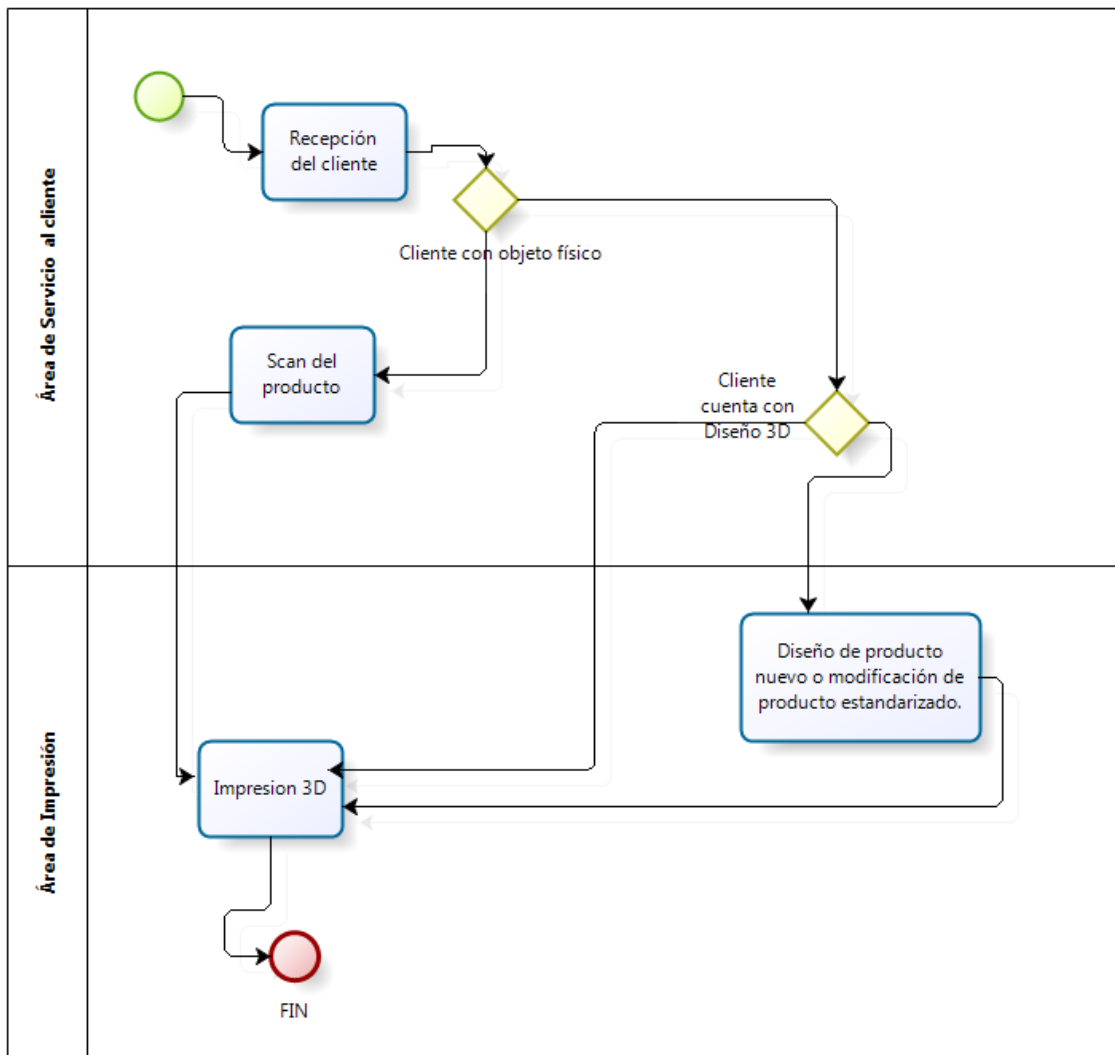 Área de Servicio al cliente
Recepción
del cliente
Cliente con objeto físico
Scan del
producto
Cliente
cuenta con
Diseño 3D
Área de Impresión
Diseño de producto
nuevo o modificación de
producto estandarizado.
Impresion 3D
FIN